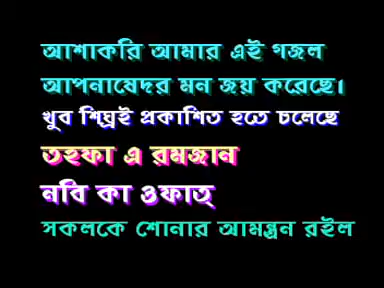 আশাকরি আমার এই গজল
আপনাষেদর মন জয় করেছে।
খুব শিঘ্রই প্রকাশিত হতে চলেছে
তহফা এ রমজান
নবি কা ওফাত্
সকলকে শোনার আমন্ত্রন রইল